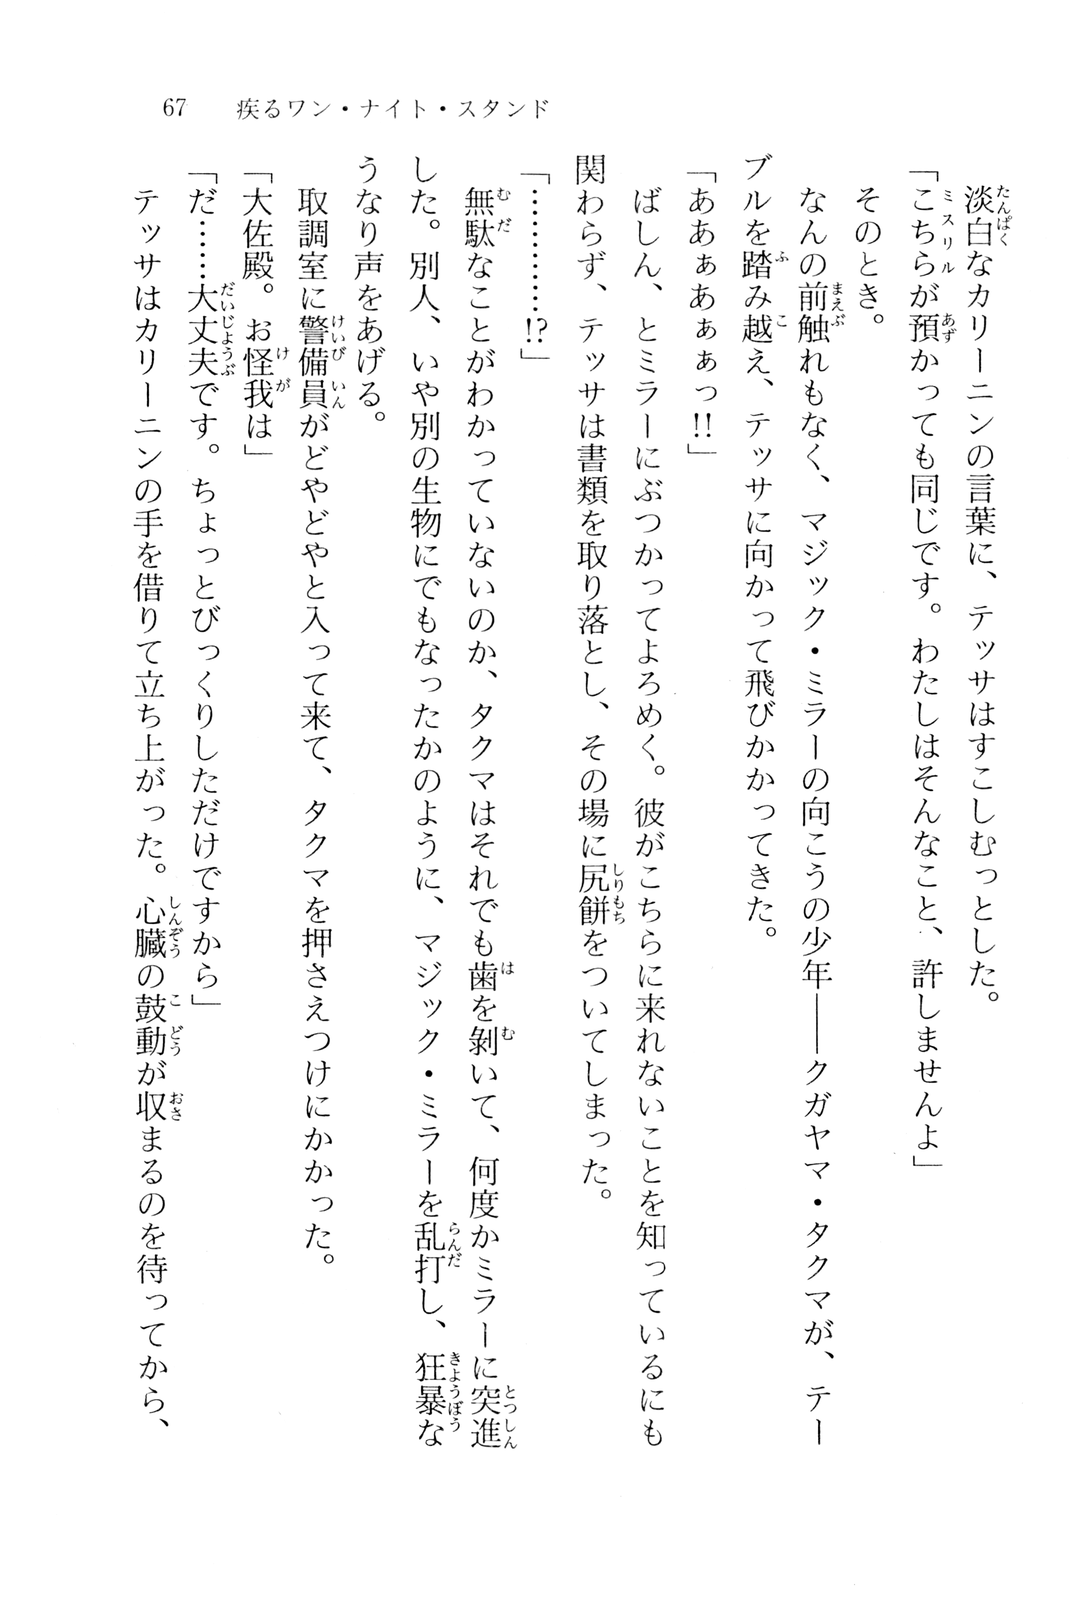 67　疾るワン・ナイト・スタンド
　淡白なカリーニンの言葉に、テッサはすこしむっとした。
「こちらが預かっても同じです。わたしはそんなこと、許しませんよ」
　そのとき。
　なんの前触れもなく、マジック・ミラーの向こうの少年――クガヤマ・タクマが、テー
ブルを踏み越え、テッサに向かって飛びかかってきた。
「ああぁあぁぁっ!!」
　ばしん、とミラーにぶつかってよろめく。彼がこちらに来れないことを知っているにも
関わらず、テッサは書類を取り落とし、その場に尻餅をついてしまった。
「…………!?」
　無駄なことがわかっていないのか、タクマはそれでも歯を剝いて、何度かミラーに突進
した。別人、いや別の生物にでもなったかのように、マジック・ミラーを乱打し、狂暴な
うなり声をあげる。
　取調室に警備員がどやどやと入って来て、タクマを押さえつけにかかった。
「大佐殿。お怪我は」
「だ……大丈夫です。ちょっとびっくりしただけですから」
　テッサはカリーニンの手を借りて立ち上がった。心臓の鼓動が収まるのを待ってから、